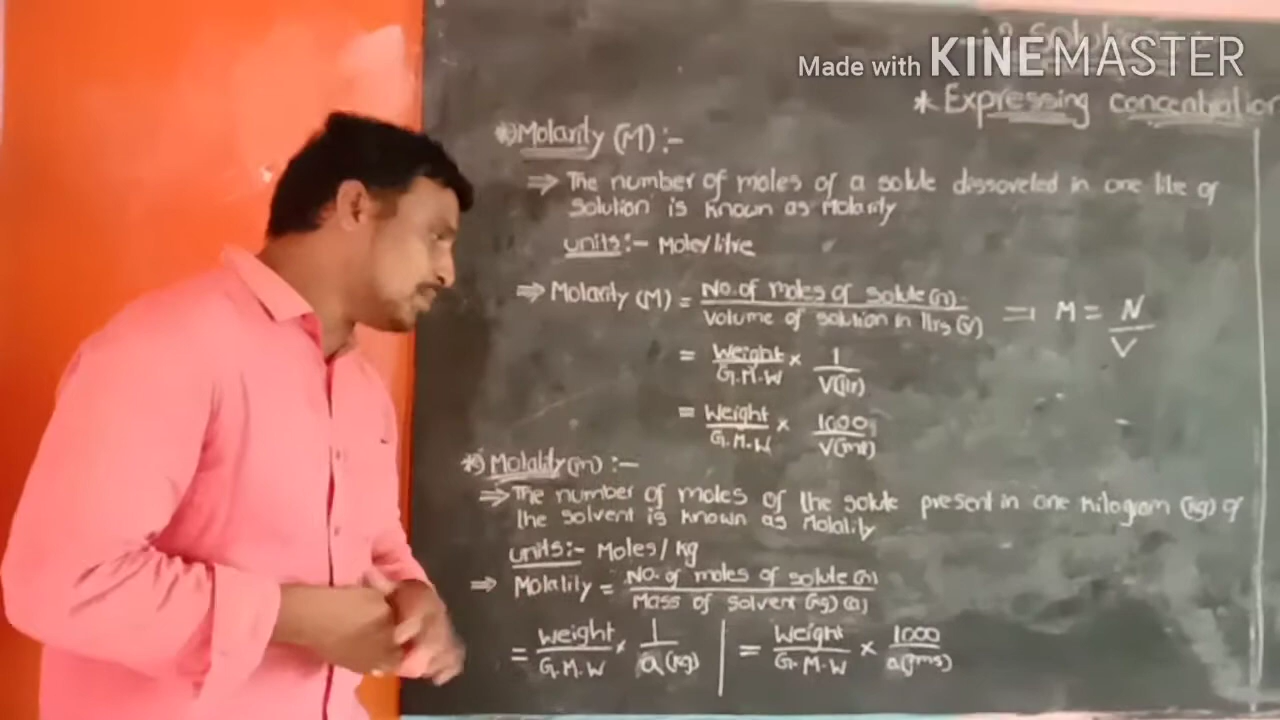 Made with KINEMASTER
* Expressing concentration
*) Molarity (M) :-
⇒ The number of moles of a solute dissoveled in one litre of
solution is known as Molarity
units :- Moles/litre
⇒ Molarity (M) = No. of moles of solute (n) / Volume of solution in ltrs (v) ⇒ M = N / V
= Weight / G.M.W × 1 / V(ltr)
= Weight / G.M.W × 1000 / V(ml)
*) Molality (m) :-
⇒ The number of moles of the solute present in one kilogram (kg) of
the solvent is known as Molality
units :- Moles / kg
⇒ Molality = No. of moles of solute (n) / Mass of solvent (kg) (a)
= Weight / G.M.W × 1 / a (kg) | = Weight / G.M.W × 1000 / a(gms)